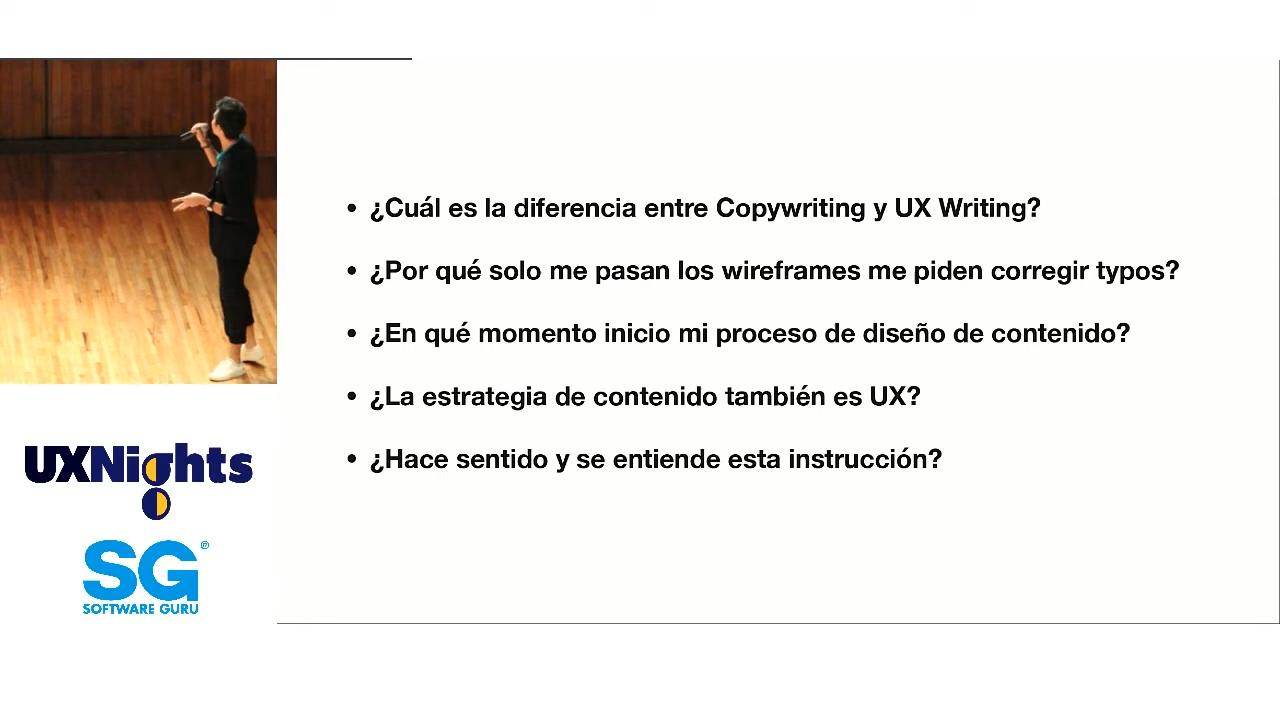 • ¿Cuál es la diferencia entre Copywriting y UX Writing?
• ¿Por qué solo me pasan los wireframes me piden corregir typos?
• ¿En qué momento inicio mi proceso de diseño de contenido?
• ¿La estrategia de contenido también es UX?
• ¿Hace sentido y se entiende esta instrucción?
UXNights
SG®
SOFTWARE GURU